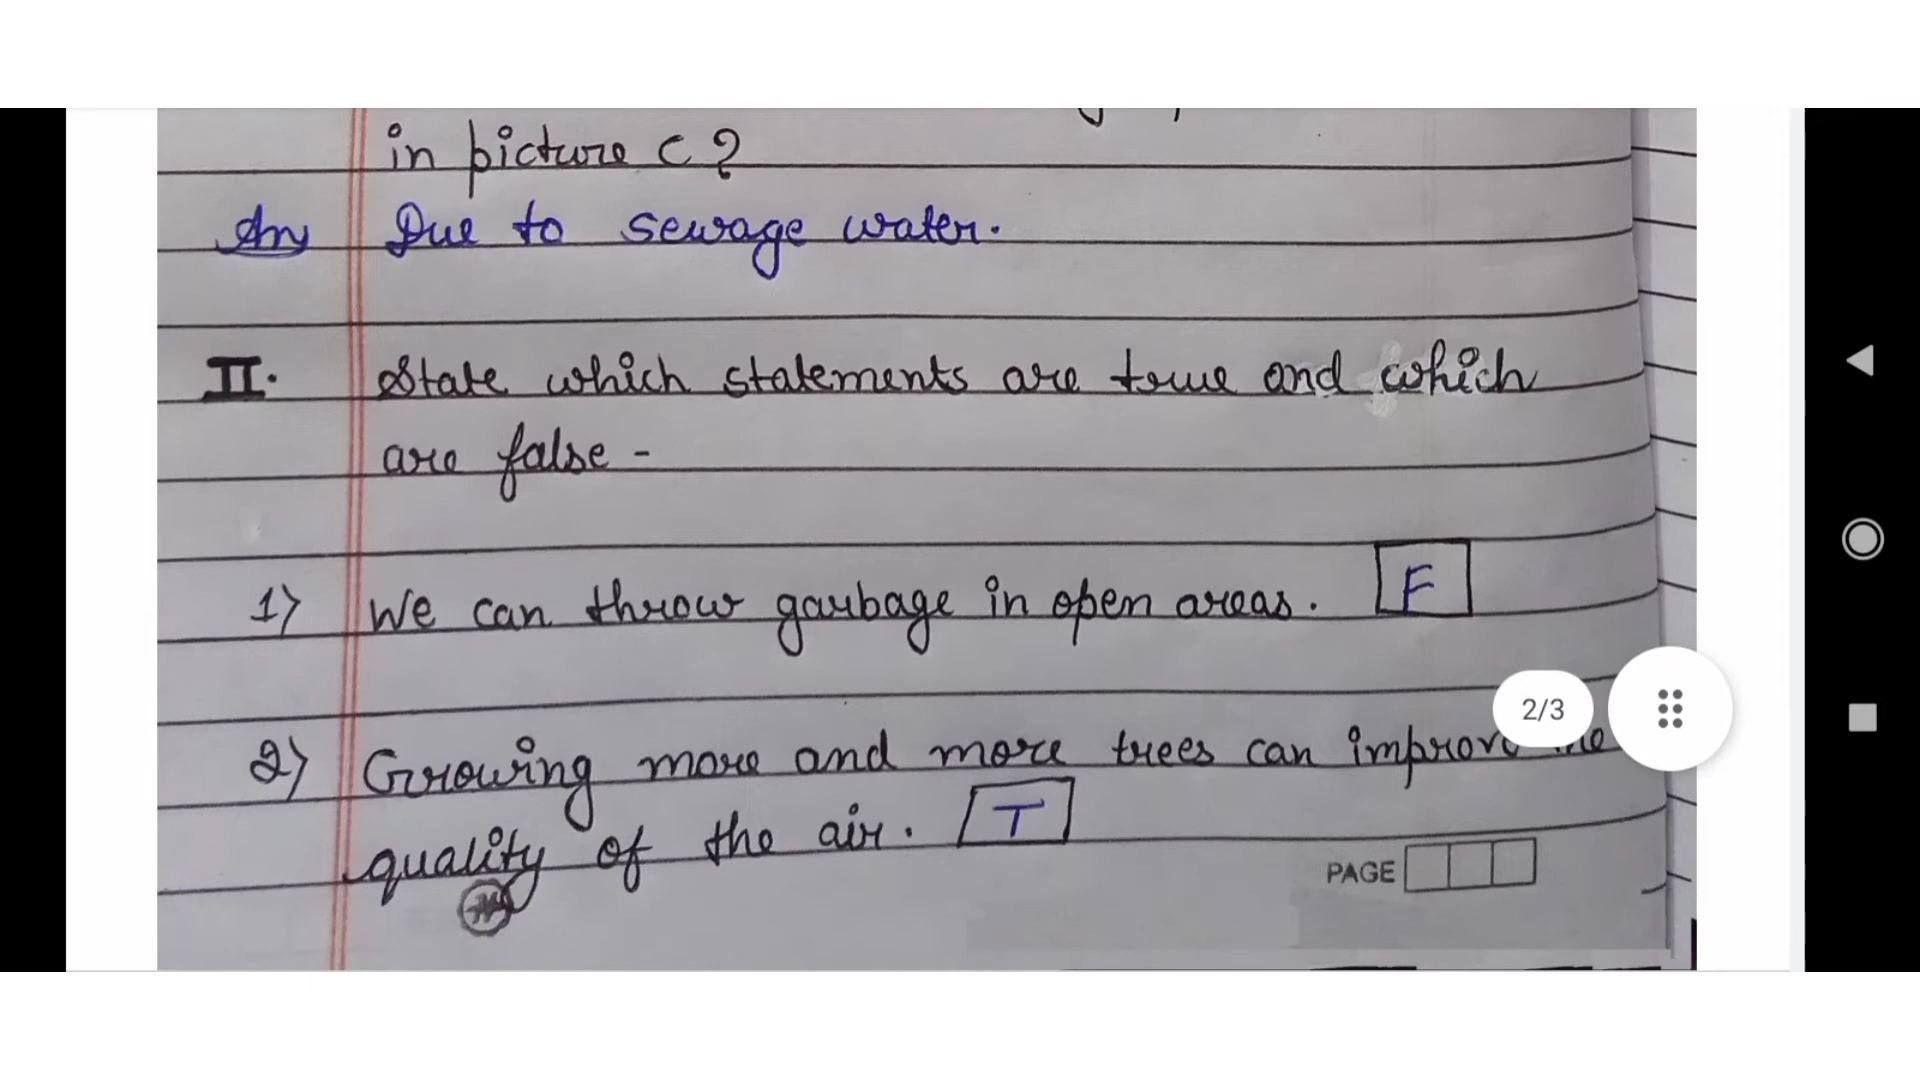 in picture c?
Ans Due to sewage water.
II. State which statements are true and which
are false -
1) We can throw garbage in open areas. F
2) Growing more and more trees can improve
quality of the air. T
2/3
PAGE